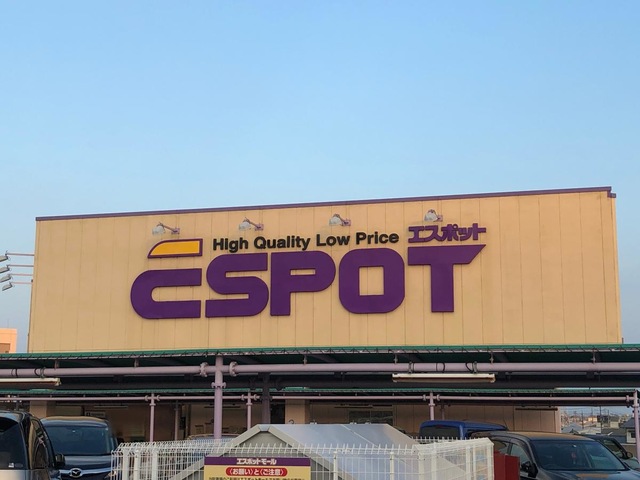 High Quality Low Price エスポット
ESPOT
エスポットモール
〈お願い〉と〈ご注意〉